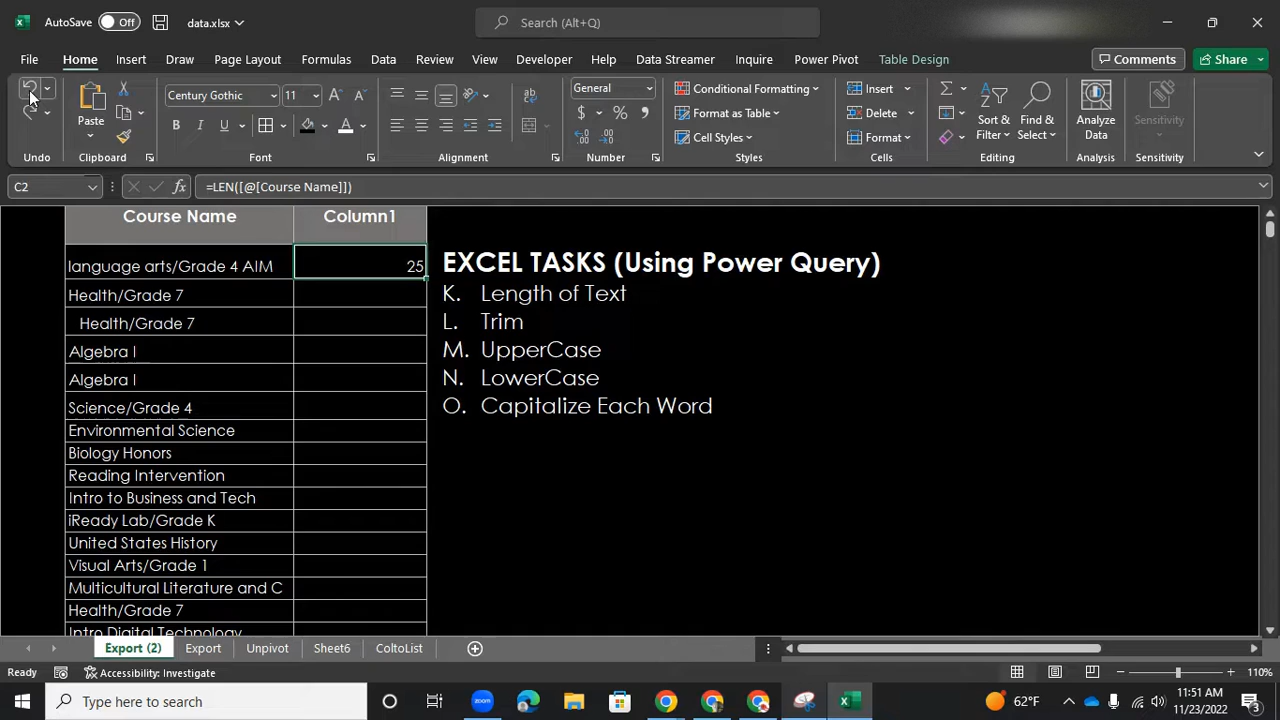 AutoSave Off data.xlsx Search (Alt+Q)
File Home Insert Draw Page Layout Formulas Data Review View Developer Help Data Streamer Inquire Power Pivot Table Design Comments Share
Century Gothic 11 ab General Conditional Formatting Insert
Paste B I U A $ % , Format as Table Delete Sort & Filter Find & Select Analyze Data Sensitivity
Cell Styles Format
Undo Clipboard Font Alignment Number Styles Cells Editing Analysis Sensitivity
C2 fx =LEN([@[Course Name]])
Course Name Column1
language arts/Grade 4 AIM 25
EXCEL TASKS (Using Power Query)
Health/Grade 7
K. Length of Text
Health/Grade 7
L. Trim
Algebra I
M. UpperCase
Algebra I
N. LowerCase
Science/Grade 4
O. Capitalize Each Word
Environmental Science
Biology Honors
Reading Intervention
Intro to Business and Tech
iReady Lab/Grade K
United States History
Visual Arts/Grade 1
Multicultural Literature and C
Health/Grade 7
Intro Digital Technology
Export (2) Export Unpivot Sheet6 ColtoList
Ready Accessibility: Investigate 110%
Type here to search zoom 62°F 11:51 AM
11/23/2022 3